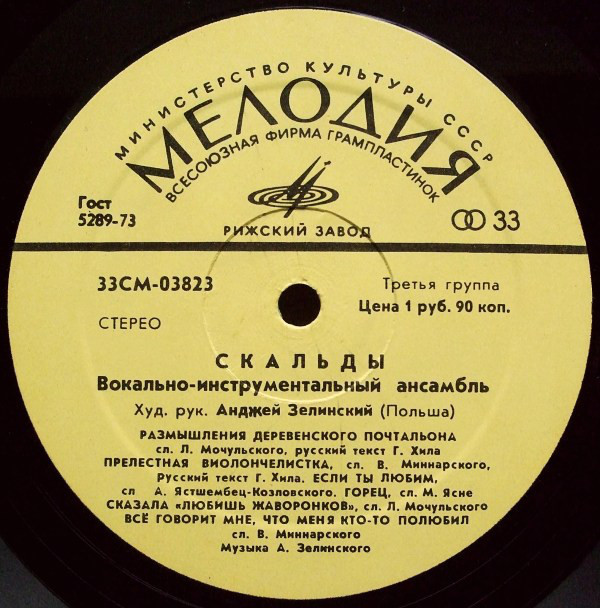 МИНИСТЕРСТВО КУЛЬТУРЫ СССР
МЕЛОДИЯ
ВСЕСОЮЗНАЯ ФИРМА ГРАМПЛАСТИНОК
Гост
5289-73
33
РИЖСКИЙ ЗАВОД
33СМ-03823
Третья группа
Цена 1 руб. 90 коп.
СТЕРЕО
СКАЛЬДЫ
Вокально-инструментальный ансамбль
Худ. рук. Анджей Зелинский (Польша)
РАЗМЫШЛЕНИЯ ДЕРЕВЕНСКОГО ПОЧТАЛЬОНА
сл. Л. Мочульского, русский текст Г. Хила
ПРЕЛЕСТНАЯ ВИОЛОНЧЕЛИСТКА, сл. В. Миннарского,
Русский текст Г. Хила. ЕСЛИ ТЫ ЛЮБИМ,
сл А. Ястшембец-Козловского. ГОРЕЦ, сл. М. Ясне
СКАЗАЛА «ЛЮБИШЬ ЖАВОРОНКОВ», сл. Л. Мочульского
ВСЁ ГОВОРИТ МНЕ, ЧТО МЕНЯ КТО-ТО ПОЛЮБИЛ
сл. В. Миннарского
Музыка А. Зелинского